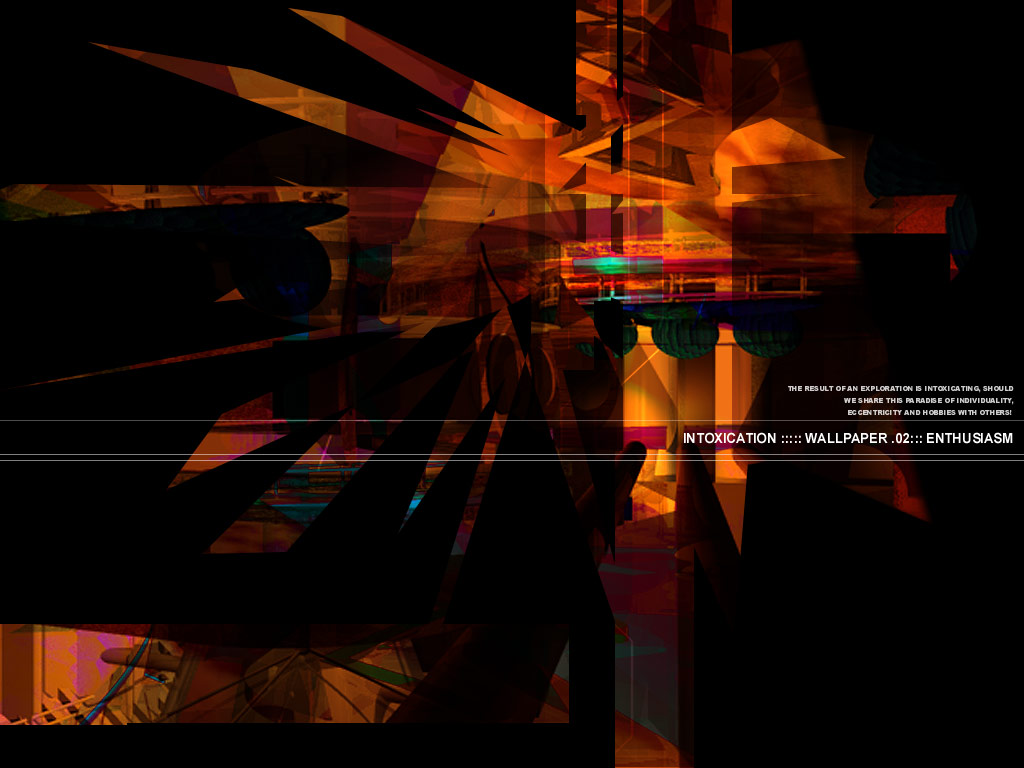 THE RESULT OF AN EXPLORATION IS INTOXICATING, SHOULD
WE SHARE THIS PARADISE OF INDIVIDUALITY,
ECCENTRICITY AND HOBBIES WITH OTHERS!
INTOXICATION ::::: WALLPAPER .02::: ENTHUSIASM